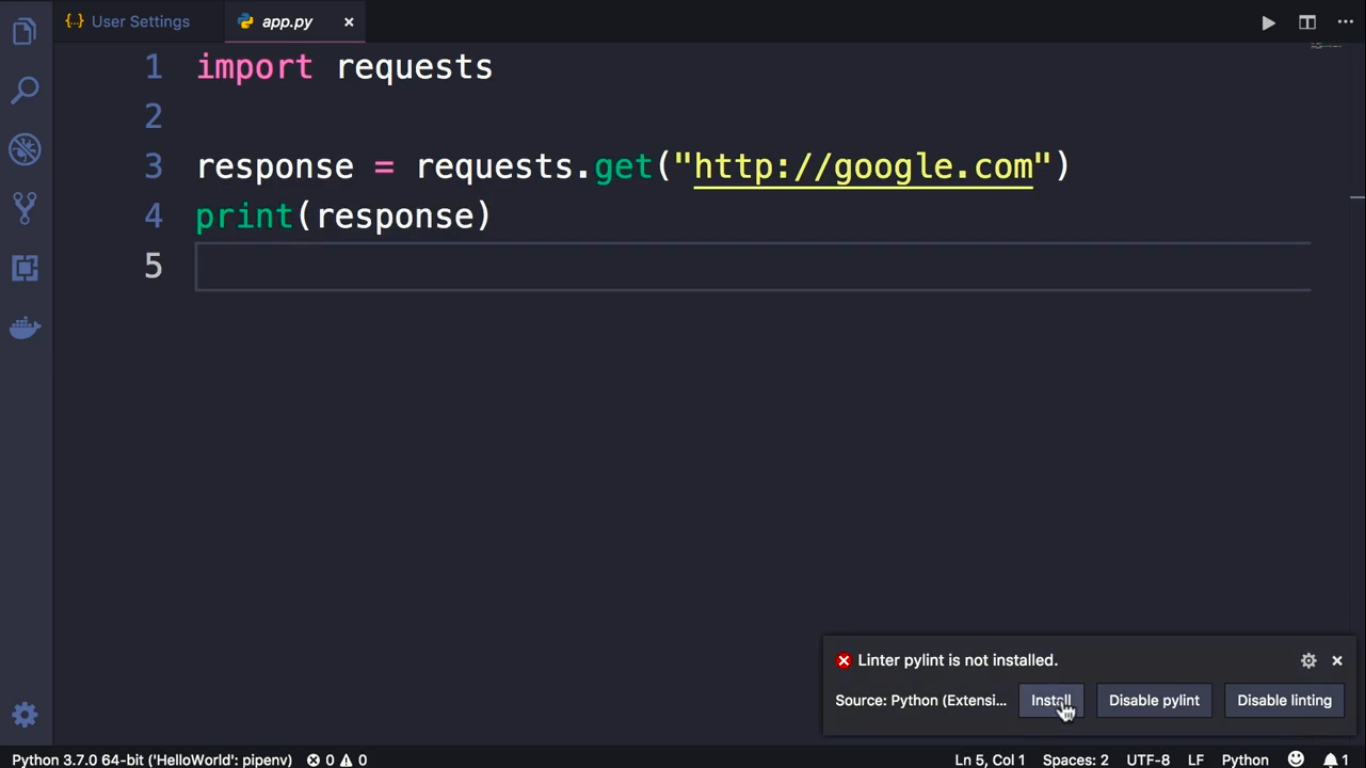 {..} User Settings app.py
1 import requests
2
3 response = requests.get("http://google.com")
4 print(response)
5
Linter pylint is not installed.
Source: Python (Extensi... Install Disable pylint Disable linting
Python 3.7.0 64-bit ('HelloWorld': pipenv) 0 0 Ln 5, Col 1 Spaces: 2 UTF-8 LF Python 1